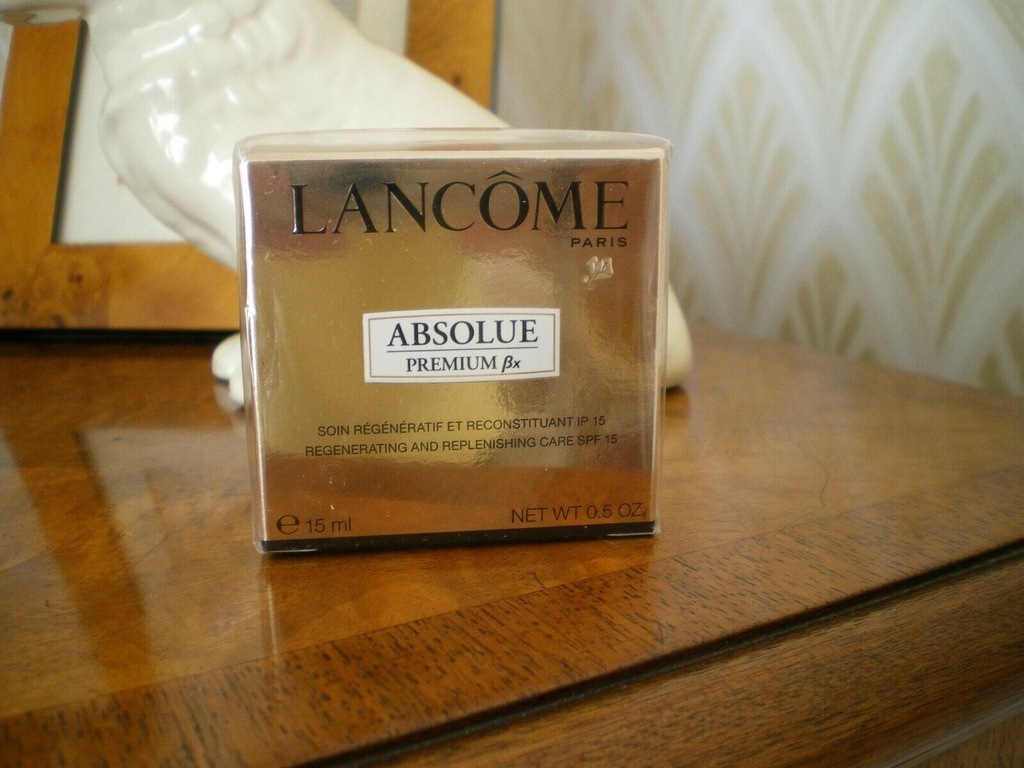 LANCÔME
PARIS
ABSOLUE
PREMIUM βx
SOIN RÉGÉNÉRATIF ET RECONSTITUANT IP 15
REGENERATING AND REPLENISHING CARE SPF 15
℮ 15 ml NET WT 0.5 OZ.